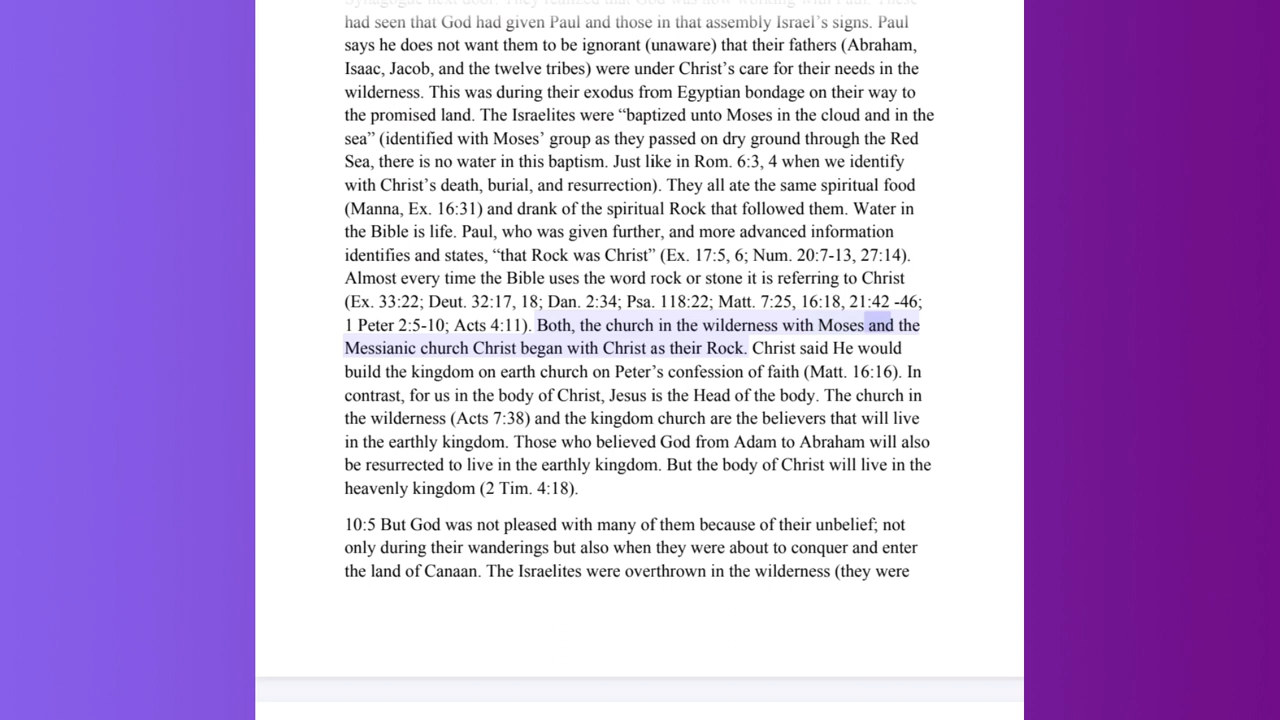 Synagogue next door. They realized that God was now working with Paul. These
had seen that God had given Paul and those in that assembly Israel’s signs. Paul
says he does not want them to be ignorant (unaware) that their fathers (Abraham,
Isaac, Jacob, and the twelve tribes) were under Christ’s care for their needs in the
wilderness. This was during their exodus from Egyptian bondage on their way to
the promised land. The Israelites were “baptized unto Moses in the cloud and in the
sea” (identified with Moses’ group as they passed on dry ground through the Red
Sea, there is no water in this baptism. Just like in Rom. 6:3, 4 when we identify
with Christ’s death, burial, and resurrection). They all ate the same spiritual food
(Manna, Ex. 16:31) and drank of the spiritual Rock that followed them. Water in
the Bible is life. Paul, who was given further, and more advanced information
identifies and states, “that Rock was Christ” (Ex. 17:5, 6; Num. 20:7-13, 27:14).
Almost every time the Bible uses the word rock or stone it is referring to Christ
(Ex. 33:22; Deut. 32:17, 18; Dan. 2:34; Psa. 118:22; Matt. 7:25, 16:18, 21:42 -46;
1 Peter 2:5-10; Acts 4:11). Both, the church in the wilderness with Moses and the
Messianic church Christ began with Christ as their Rock. Christ said He would
build the kingdom on earth church on Peter’s confession of faith (Matt. 16:16). In
contrast, for us in the body of Christ, Jesus is the Head of the body. The church in
the wilderness (Acts 7:38) and the kingdom church are the believers that will live
in the earthly kingdom. Those who believed God from Adam to Abraham will also
be resurrected to live in the earthly kingdom. But the body of Christ will live in the
heavenly kingdom (2 Tim. 4:18).
10:5 But God was not pleased with many of them because of their unbelief; not
only during their wanderings but also when they were about to conquer and enter
the land of Canaan. The Israelites were overthrown in the wilderness (they were